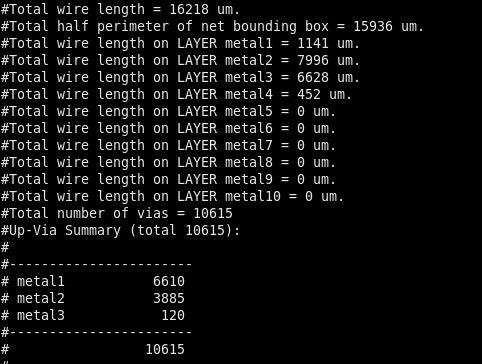 #Total wire length = 16218 um.
#Total half perimeter of net bounding box = 15936 um.
#Total wire length on LAYER metal1 = 1141 um.
#Total wire length on LAYER metal2 = 7996 um.
#Total wire length on LAYER metal3 = 6628 um.
#Total wire length on LAYER metal4 = 452 um.
#Total wire length on LAYER metal5 = 0 um.
#Total wire length on LAYER metal6 = 0 um.
#Total wire length on LAYER metal7 = 0 um.
#Total wire length on LAYER metal8 = 0 um.
#Total wire length on LAYER metal9 = 0 um.
#Total wire length on LAYER metal10 = 0 um.
#Total number of vias = 10615
#Up-Via Summary (total 10615):
#
#-----------------------
# metal1           6610
# metal2           3885
# metal3            120
#-----------------------
#                 10615
#